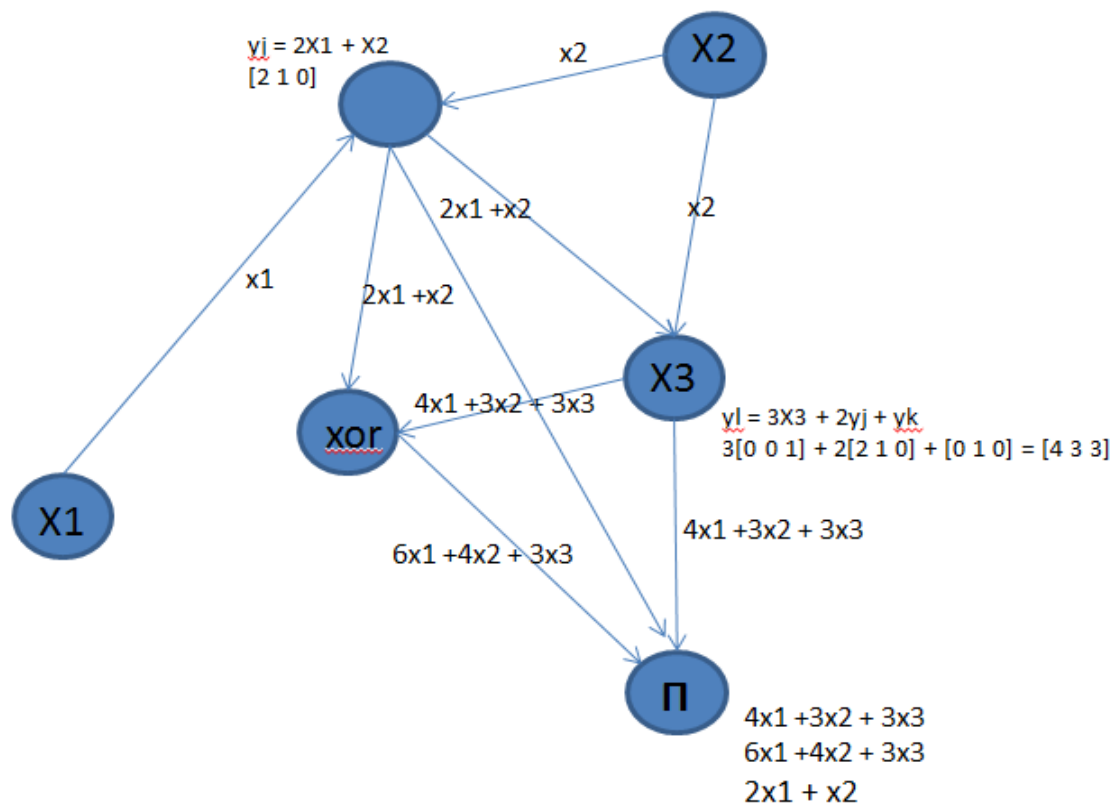 yj = 2X1 + X2
[2 1 0]
x2
X2
2x1 +x2
x2
x1
2x1 +x2
X3
4x1 +3x2 + 3x3
yl = 3X3 + 2yj + yk
3[0 0 1] + 2[2 1 0] + [0 1 0] = [4 3 3]
xor
X1
4x1 +3x2 + 3x3
6x1 +4x2 + 3x3
П
4x1 +3x2 + 3x3
6x1 +4x2 + 3x3
2x1 + x2